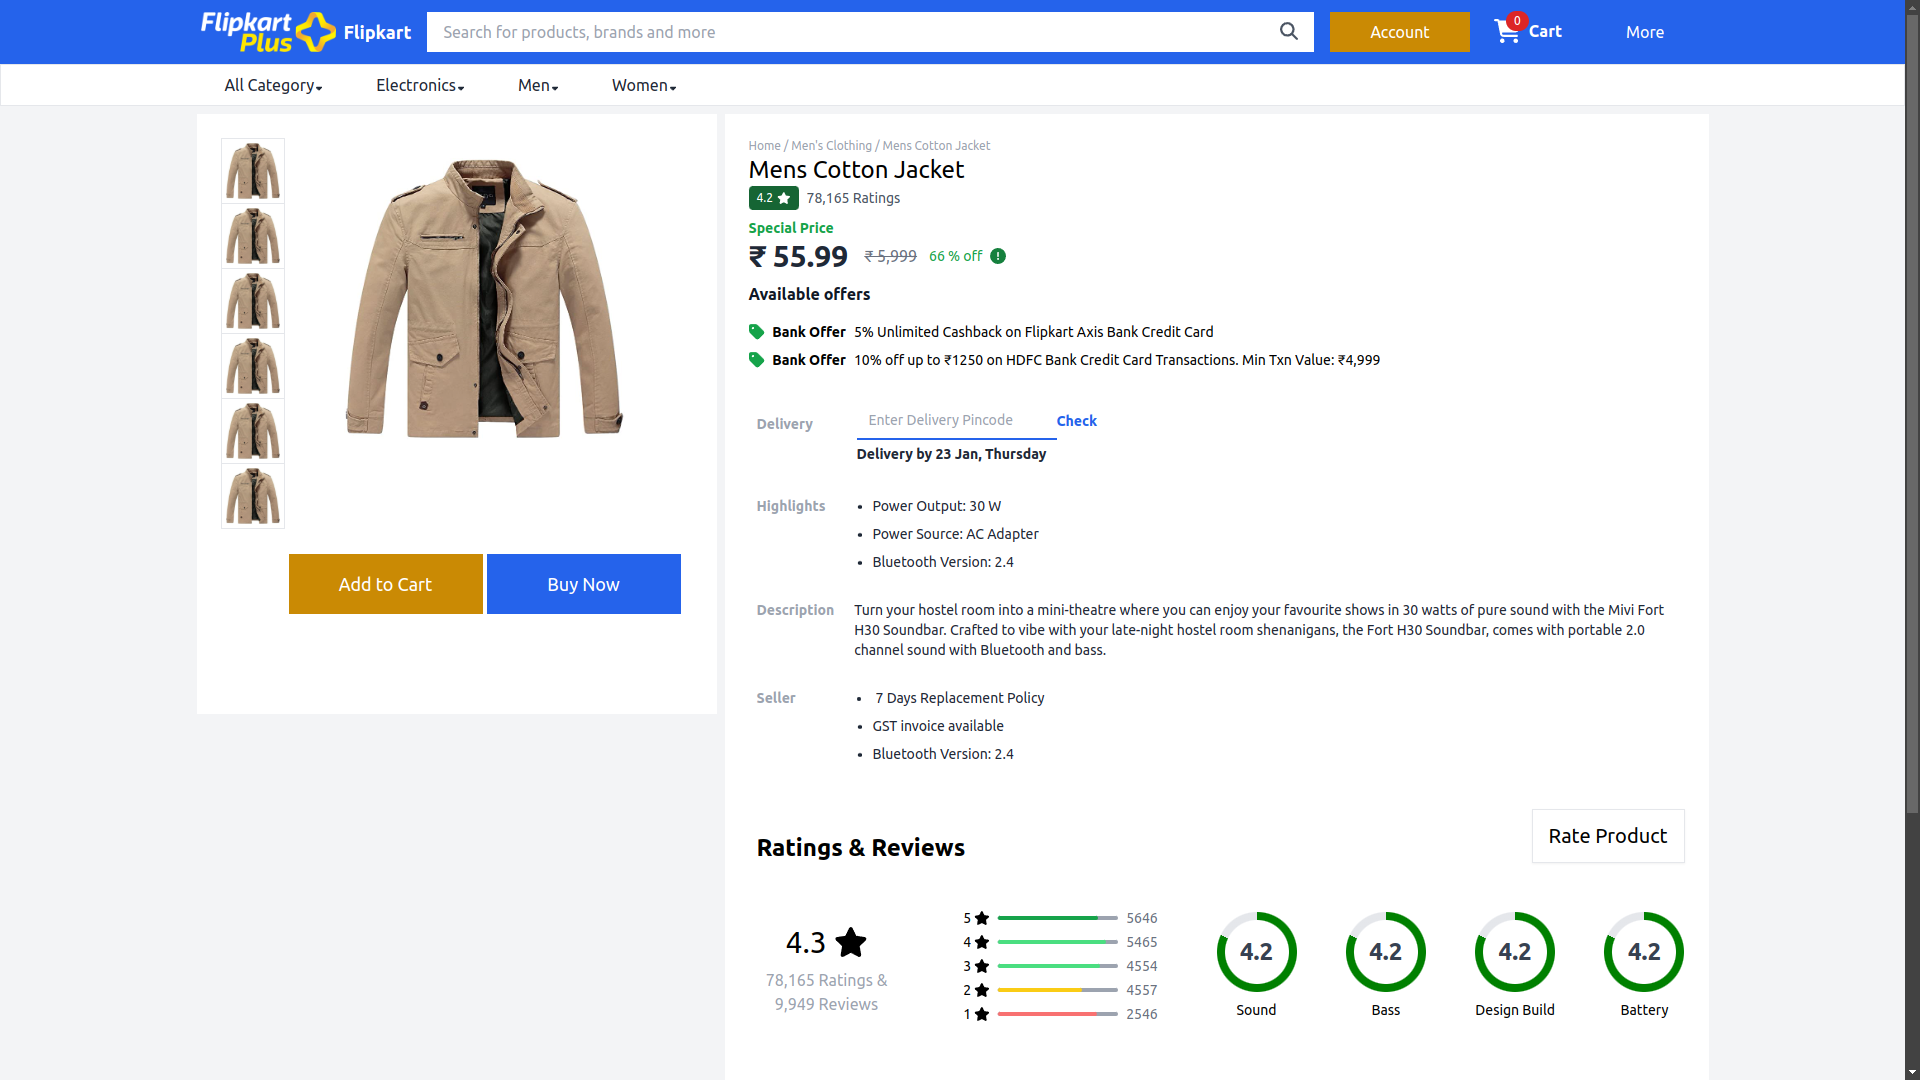 Flipkart
Plus
Flipkart
Search for products, brands and more
Account
0
Cart
More
All Category
Electronics
Men
Women
Home / Men's Clothing / Mens Cotton Jacket
Mens Cotton Jacket
4.2
78,165 Ratings
Special Price
₹ 55.99
₹ 5,999
66 % off
Available offers
Bank Offer 5% Unlimited Cashback on Flipkart Axis Bank Credit Card
Bank Offer 10% off up to ₹1250 on HDFC Bank Credit Card Transactions. Min Txn Value: ₹4,999
Delivery
Enter Delivery Pincode
Check
Delivery by 23 Jan, Thursday
Highlights
• Power Output: 30 W
• Power Source: AC Adapter
• Bluetooth Version: 2.4
Add to Cart
Buy Now
Description
Turn your hostel room into a mini-theatre where you can enjoy your favourite shows in 30 watts of pure sound with the Mivi Fort
H30 Soundbar. Crafted to vibe with your late-night hostel room shenanigans, the Fort H30 Soundbar, comes with portable 2.0
channel sound with Bluetooth and bass.
Seller
• 7 Days Replacement Policy
• GST invoice available
• Bluetooth Version: 2.4
Ratings & Reviews
Rate Product
4.3
78,165 Ratings &
9,949 Reviews
5 5646
4 5465
3 4554
2 4557
1 2546
4.2
Sound
4.2
Bass
4.2
Design Build
4.2
Battery